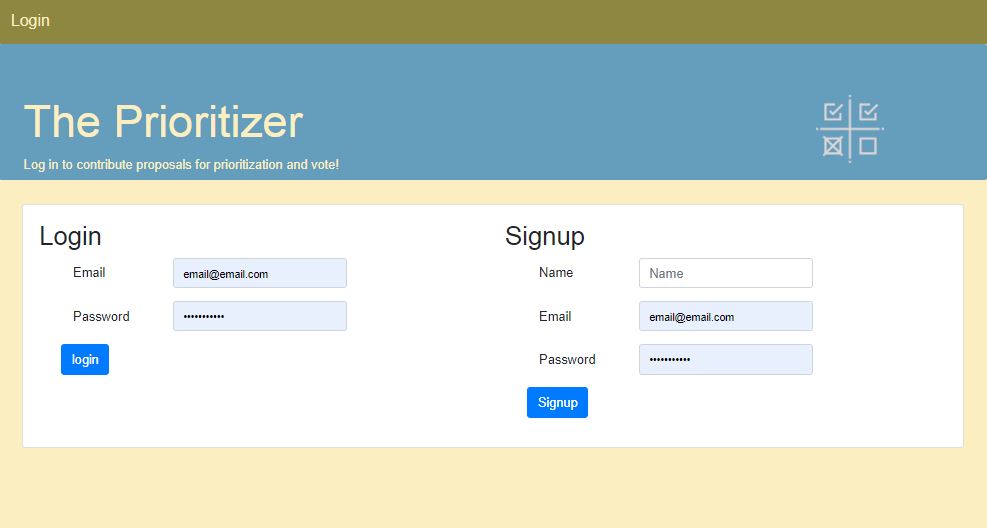 Login
The Prioritizer
Log in to contribute proposals for prioritization and vote!
Login
Email
email@email.com
Password
•••••••••••
login
Signup
Name
Name
Email
email@email.com
Password
•••••••••••
Signup